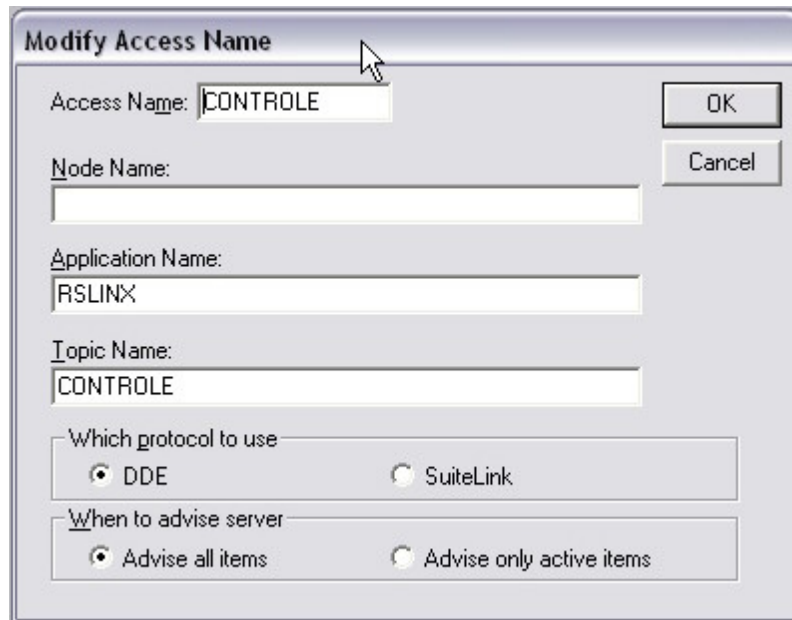 Modify Access Name
Access Name: CONTROLE
OK
Cancel
Node Name:
Application Name:
RSLINX
Topic Name:
CONTROLE
Which protocol to use
DDE SuiteLink
When to advise server
Advise all items Advise only active items